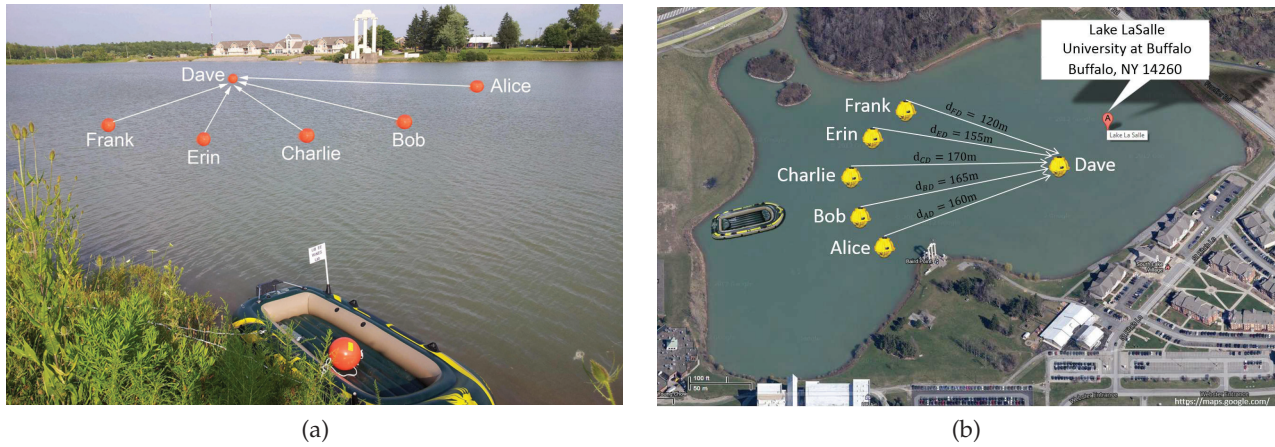 Dave
Alice
Frank
Erin
Charlie
Bob
(a)
Lake LaSalle
University at Buffalo
Buffalo, NY 14260
A
Lake La Salle
Frank
Erin
Charlie
Bob
Alice
Dave
d_FD = 120m
d_ED = 155m
d_CD = 170m
d_BD = 165m
d_AD = 160m
100 ft
50 m
https://maps.google.com/
(b)